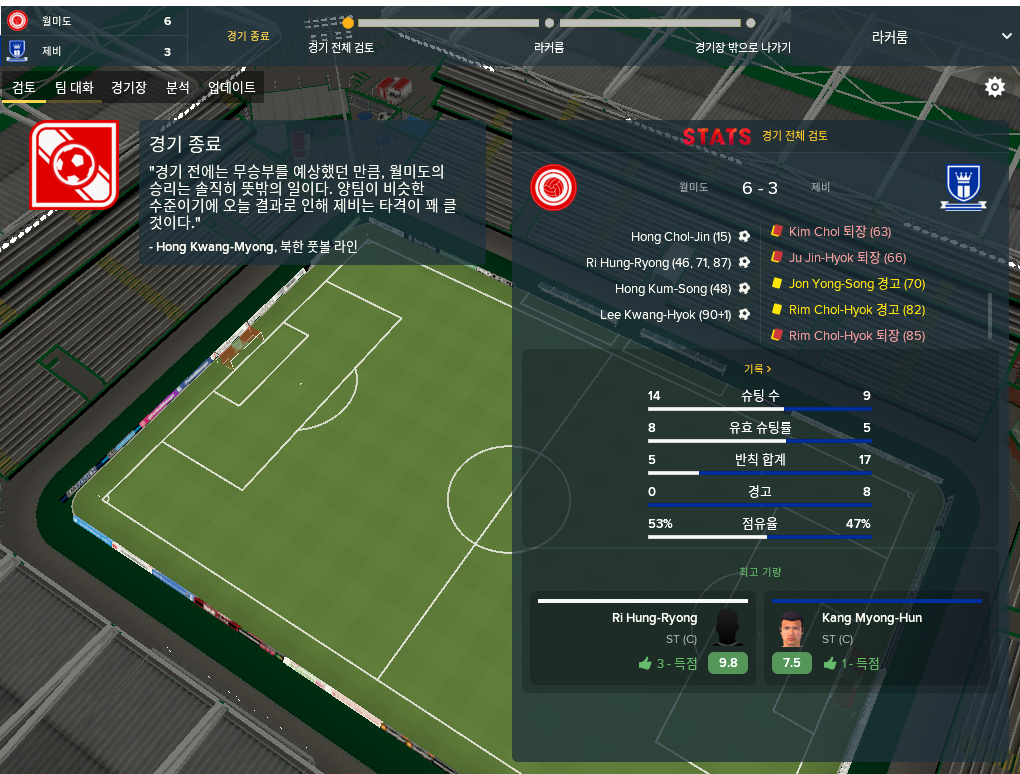 월미도 6
제비 3
경기 종료
경기 전체 검토 라커룸 경기장 밖으로 나가기
라커룸
검토 팀 대화 경기장 분석 업데이트
경기 종료
"경기 전에는 무승부를 예상했던 만큼, 월미도의
승리는 솔직히 뜻밖의 일이다. 양팀이 비슷한
수준이기에 오늘 결과로 인해 제비는 타격이 꽤 클
것이다."
- Hong Kwang-Myong, 북한 풋볼 라인
STATS 경기 전체 검토
월미도 6 - 3 제비
Hong Chol-Jin (15)
Ri Hung-Ryong (46, 71, 87)
Hong Kum-Song (48)
Lee Kwang-Hyok (90+1)
Kim Chol 퇴장 (63)
Ju Jin-Hyok 퇴장 (66)
Jon Yong-Song 경고 (70)
Rim Chol-Hyok 경고 (82)
Rim Chol-Hyok 퇴장 (85)
기록 >
14 슈팅 수 9
8 유효 슈팅률 5
5 반칙 합계 17
0 경고 8
53% 점유율 47%
최고 기량
Ri Hung-Ryong
ST (C)
3 - 득점 9.8
Kang Myong-Hun
ST (C)
7.5 1 - 득점